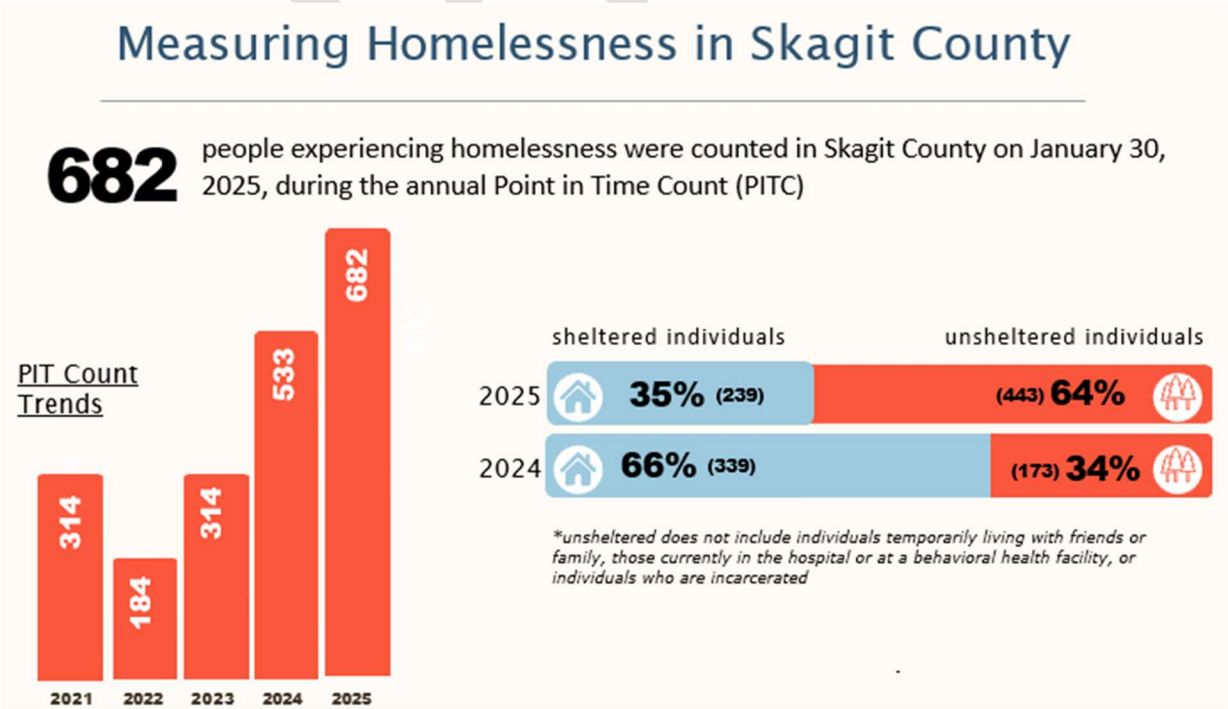 Measuring Homelessness in Skagit County
682
people experiencing homelessness were counted in Skagit County on January 30,
2025, during the annual Point in Time Count (PITC)
PIT Count
Trends
314
184
314
533
682
2021
2022
2023
2024
2025
sheltered individuals
unsheltered individuals
2025
35% (239)
(443) 64%
2024
66% (339)
(173) 34%
*unsheltered does not include individuals temporarily living with friends or
family, those currently in the hospital or at a behavioral health facility, or
individuals who are incarcerated